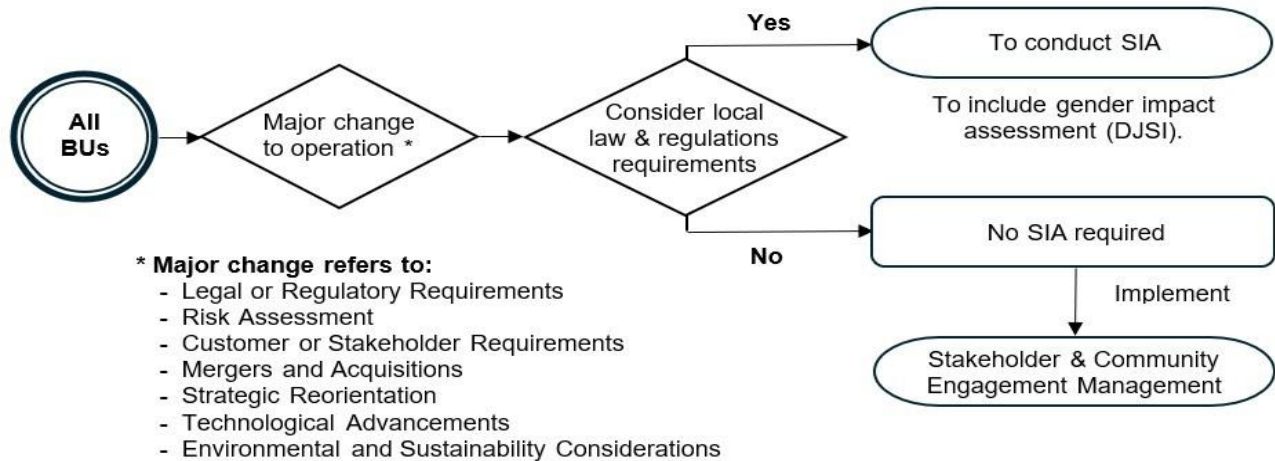 Yes
To conduct SIA
To include gender impact
assessment (DJSI).
All
BUs
Major change
to operation *
Consider local
law & regulations
requirements
No
No SIA required
Implement
Stakeholder & Community
Engagement Management
* Major change refers to:
- Legal or Regulatory Requirements
- Risk Assessment
- Customer or Stakeholder Requirements
- Mergers and Acquisitions
- Strategic Reorientation
- Technological Advancements
- Environmental and Sustainability Considerations